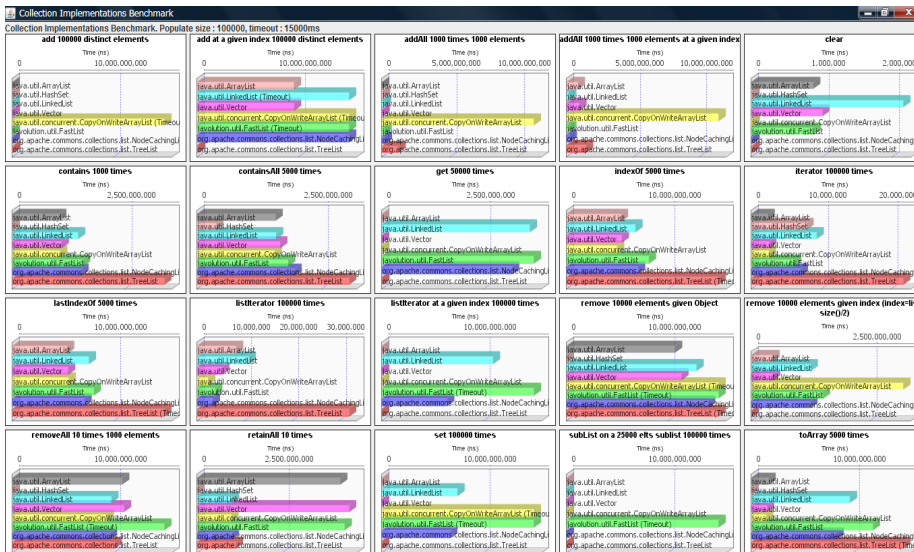 Collection Implementations Benchmark
Collection Implementations Benchmark. Populate size : 100000, timeout : 15000ms
add 100000 distinct elements
Time (ns)
0 10,000,000,000
java.util.ArrayList
java.util.HashSet
java.util.LinkedList
java.util.Vector
java.util.concurrent.CopyOnWriteArrayList (Timeou
javolution.util.FastList
org.apache.commons.collections.list.NodeCachingLi
org.apache.commons.collections.list.TreeList
add at a given index 100000 distinct elements
Time (ns)
0 10,000,000,000
java.util.ArrayList
java.util.LinkedList (Timeout)
java.util.Vector
java.util.concurrent.CopyOnWriteArrayList (Timeout)
javolution.util.FastList (Timeout)
org.apache.commons.collections.list.NodeCachingLi
org.apache.commons.collections.list.TreeList
addAll 1000 times 1000 elements
Time (ns)
0 5,000,000,000
java.util.ArrayList
java.util.HashSet
java.util.LinkedList
java.util.Vector
java.util.concurrent.CopyOnWriteArrayList
javolution.util.FastList
org.apache.commons.collections.list.NodeCachingLi
org.apache.commons.collections.list.TreeList
addAll 1000 times 1000 elements at a given index
Time (ns)
0 5,000,000,000 10,000,000,000
java.util.ArrayList
java.util.LinkedList
java.util.Vector
java.util.concurrent.CopyOnWriteArrayList
javolution.util.FastList
org.apache.commons.collections.list.NodeCachingLi
org.apache.commons.collections.list.TreeList
clear
Time (ns)
0 1,000,000 2,000,000
java.util.ArrayList
java.util.HashSet
java.util.LinkedList
java.util.Vector
java.util.concurrent.CopyOnWriteArrayList
javolution.util.FastList
org.apache.commons.collections.list.NodeCachingLi
org.apache.commons.collections.list.TreeList
contains 1000 times
Time (ns)
0 2,500,000,000
java.util.ArrayList
java.util.HashSet
java.util.LinkedList
java.util.Vector
java.util.concurrent.CopyOnWriteArrayList
javolution.util.FastList
org.apache.commons.collections.list.NodeCachingLi
org.apache.commons.collections.list.TreeList
containsAll 5000 times
Time (ns)
0 2,500,000,000
java.util.ArrayList
java.util.HashSet
java.util.LinkedList
java.util.Vector
java.util.concurrent.CopyOnWriteArrayList
javolution.util.FastList
org.apache.commons.collections.list.NodeCachingLi
org.apache.commons.collections.list.TreeList
get 50000 times
Time (ns)
0 5,000,000,000
java.util.ArrayList
java.util.LinkedList
java.util.Vector
java.util.concurrent.CopyOnWriteArrayList
javolution.util.FastList
org.apache.commons.collections.list.NodeCachingLi
org.apache.commons.collections.list.TreeList
indexOf 5000 times
Time (ns)
0 10,000,000,000
java.util.ArrayList
java.util.LinkedList
java.util.Vector
java.util.concurrent.CopyOnWriteArrayList
javolution.util.FastList
org.apache.commons.collections.list.NodeCachingLi
org.apache.commons.collections.list.TreeList
iterator 100000 times
Time (ns)
0 10,000,000 20,000,000
java.util.ArrayList
java.util.HashSet
java.util.LinkedList
java.util.Vector
java.util.concurrent.CopyOnWriteArrayList
javolution.util.FastList
org.apache.commons.collections.list.NodeCachingLi
org.apache.commons.collections.list.TreeList
lastIndexOf 5000 times
Time (ns)
0 10,000,000,000
java.util.ArrayList
java.util.LinkedList
java.util.Vector
java.util.concurrent.CopyOnWriteArrayList
javolution.util.FastList
org.apache.commons.collections.list.NodeCachingLi
org.apache.commons.collections.list.TreeList (Timeo
listIterator 100000 times
Time (ns)
0 10,000,000 20,000,000 30,000,000
java.util.ArrayList
java.util.LinkedList
java.util.Vector
java.util.concurrent.CopyOnWriteArrayList
javolution.util.FastList
org.apache.commons.collections.list.NodeCachingLi
org.apache.commons.collections.list.TreeList
listIterator at a given index 100000 times
Time (ns)
0 10,000,000,000
java.util.ArrayList
java.util.LinkedList
java.util.Vector
java.util.concurrent.CopyOnWriteArrayList
javolution.util.FastList (Timeout)
org.apache.commons.collections.list.NodeCachingLi
org.apache.commons.collections.list.TreeList
remove 10000 elements given Object
Time (ns)
0 10,000,000,000
java.util.ArrayList
java.util.HashSet
java.util.LinkedList
java.util.Vector
java.util.concurrent.CopyOnWriteArrayList (Timeou
javolution.util.FastList (Timeout)
org.apache.commons.collections.list.NodeCachingLi
org.apache.commons.collections.list.TreeList (Timeo
remove 10000 elements given index (index=li
size()/2)
Time (ns)
0 2,500,000,000
java.util.ArrayList
java.util.LinkedList
java.util.Vector
java.util.concurrent.CopyOnWriteArrayList
javolution.util.FastList
org.apache.commons.collections.list.NodeCachingLi
org.apache.commons.collections.list.TreeList
removeAll 10 times 1000 elements
Time (ns)
0 10,000,000,000
java.util.ArrayList
java.util.HashSet
java.util.LinkedList
java.util.Vector
java.util.concurrent.CopyOnWriteArrayList
javolution.util.FastList (Timeout)
org.apache.commons.collections.list.NodeCachingLi
org.apache.commons.collections.list.TreeList
retainAll 10 times
Time (ns)
0 2,500,000,000
java.util.ArrayList
java.util.HashSet
java.util.LinkedList
java.util.Vector
java.util.concurrent.CopyOnWriteArrayList
javolution.util.FastList
org.apache.commons.collections.list.NodeCachingLi
org.apache.commons.collections.list.TreeList
set 100000 times
Time (ns)
0 10,000,000,000
java.util.ArrayList
java.util.LinkedList
java.util.Vector
java.util.concurrent.CopyOnWriteArrayList (Timeou
javolution.util.FastList (Timeout)
org.apache.commons.collections.list.NodeCachingLi
org.apache.commons.collections.list.TreeList
subList on a 25000 elts sublist 100000 times
Time (ns)
0 10,000,000,000
java.util.ArrayList
java.util.LinkedList
java.util.Vector
java.util.concurrent.CopyOnWriteArrayList
javolution.util.FastList (Timeout)
org.apache.commons.collections.list.NodeCachingLi
org.apache.commons.collections.list.TreeList
toArray 5000 times
Time (ns)
0 10,000,000,000
java.util.ArrayList
java.util.HashSet
java.util.LinkedList
java.util.Vector
java.util.concurrent.CopyOnWriteArrayList
javolution.util.FastList
org.apache.commons.collections.list.NodeCachingLi
org.apache.commons.collections.list.TreeList (Timeo